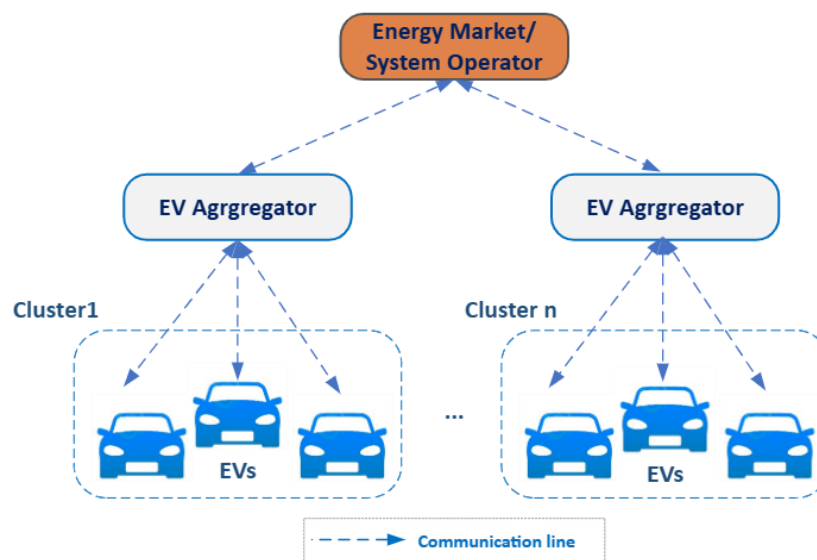 Energy Market/
System Operator
EV Agrgregator
EV Agrgregator
Cluster1
Cluster n
...
EVs
EVs
Communication line